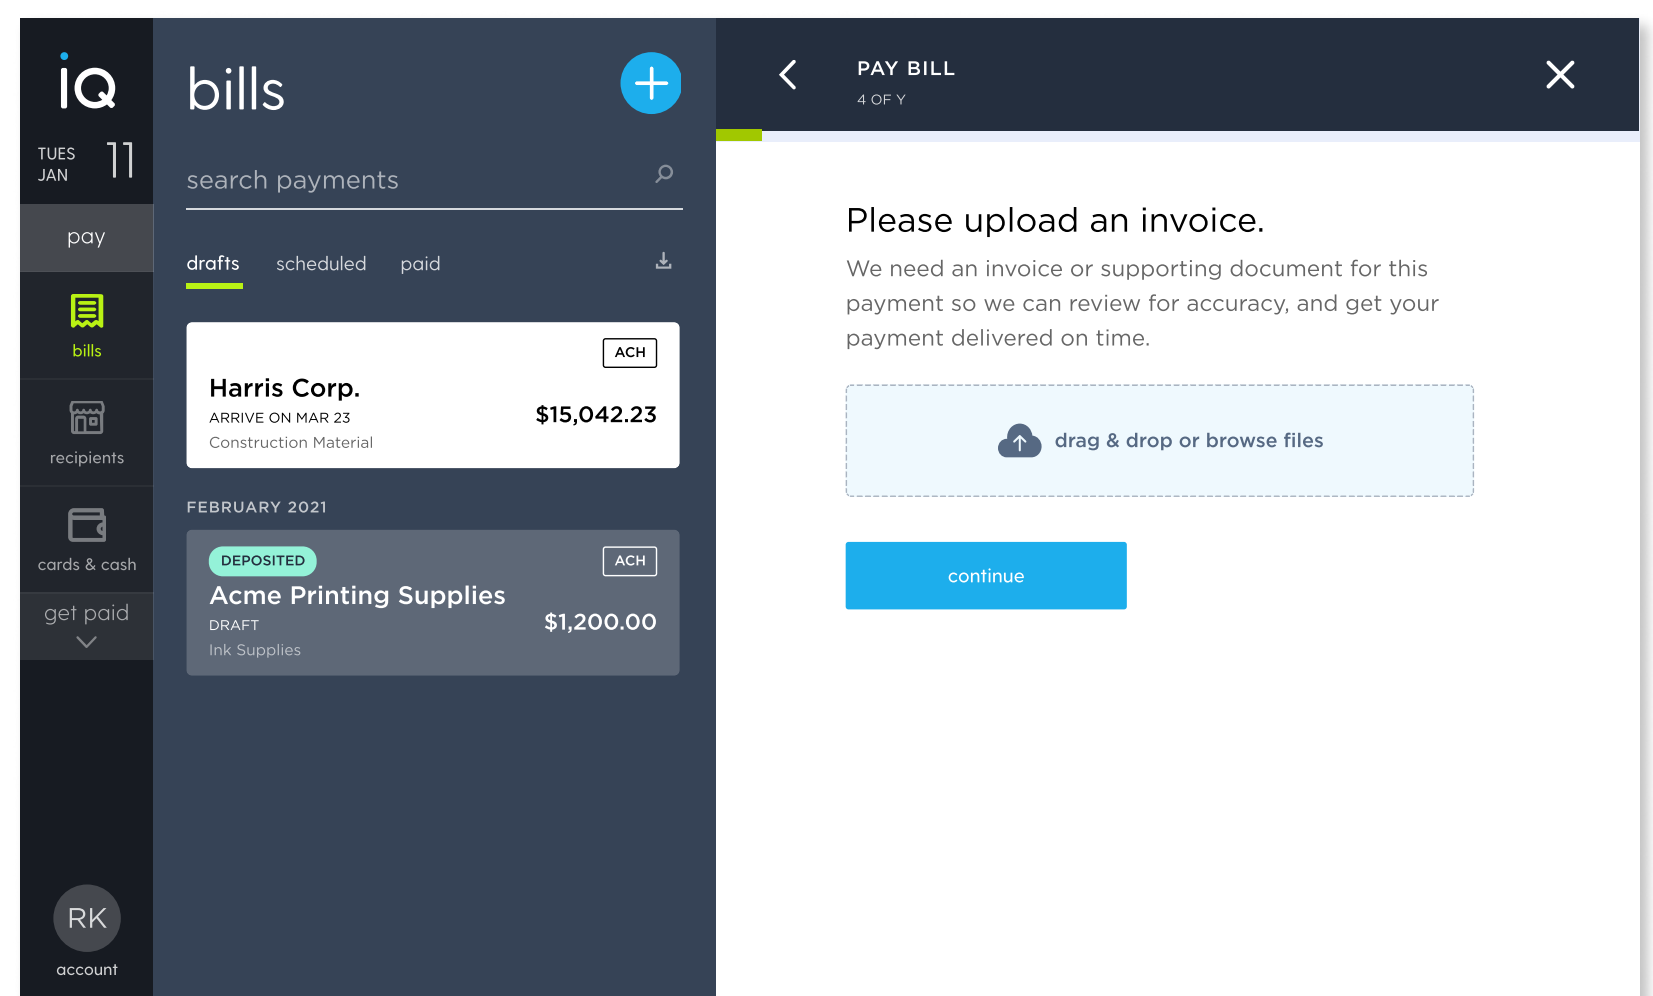 iQ
TUES
JAN
11
pay
bills
recipients
cards & cash
get paid
RK
account
bills
search payments
drafts scheduled paid
ACH
Harris Corp.
ARRIVE ON MAR 23
$15,042.23
Construction Material
FEBRUARY 2021
DEPOSITED
ACH
Acme Printing Supplies
DRAFT
$1,200.00
Ink Supplies
PAY BILL
4 OF Y
Please upload an invoice.
We need an invoice or supporting document for this
payment so we can review for accuracy, and get your
payment delivered on time.
drag & drop or browse files
continue